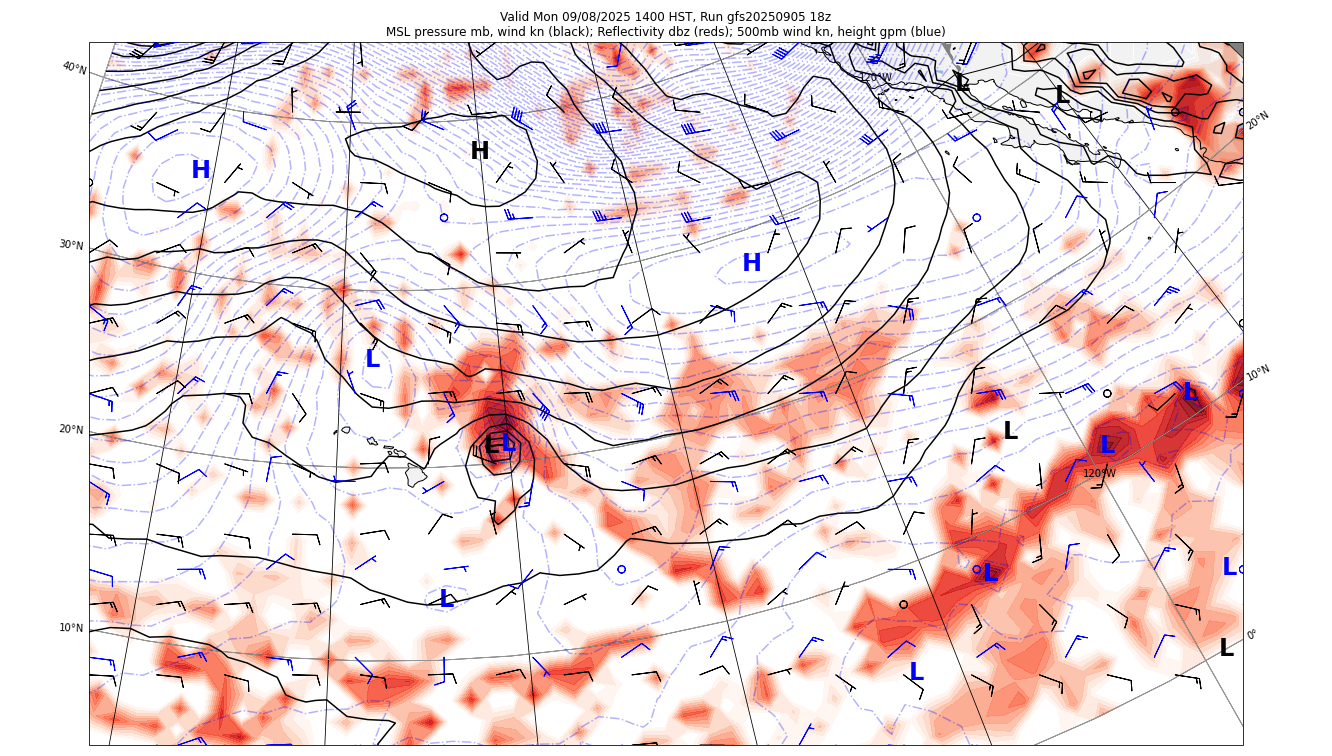 Valid Mon 09/08/2025 1400 HST, Run gfs20250905 18z
MSL pressure mb, wind kn (black); Reflectivity dbz (reds); 500mb wind kn, height gpm (blue)
40°N
120°W
L
L
20°N
H
H
30°N
H
L
10°N
L
20°N
L
L
L
L
120°W
L
L
L
10°N
0°
L
L